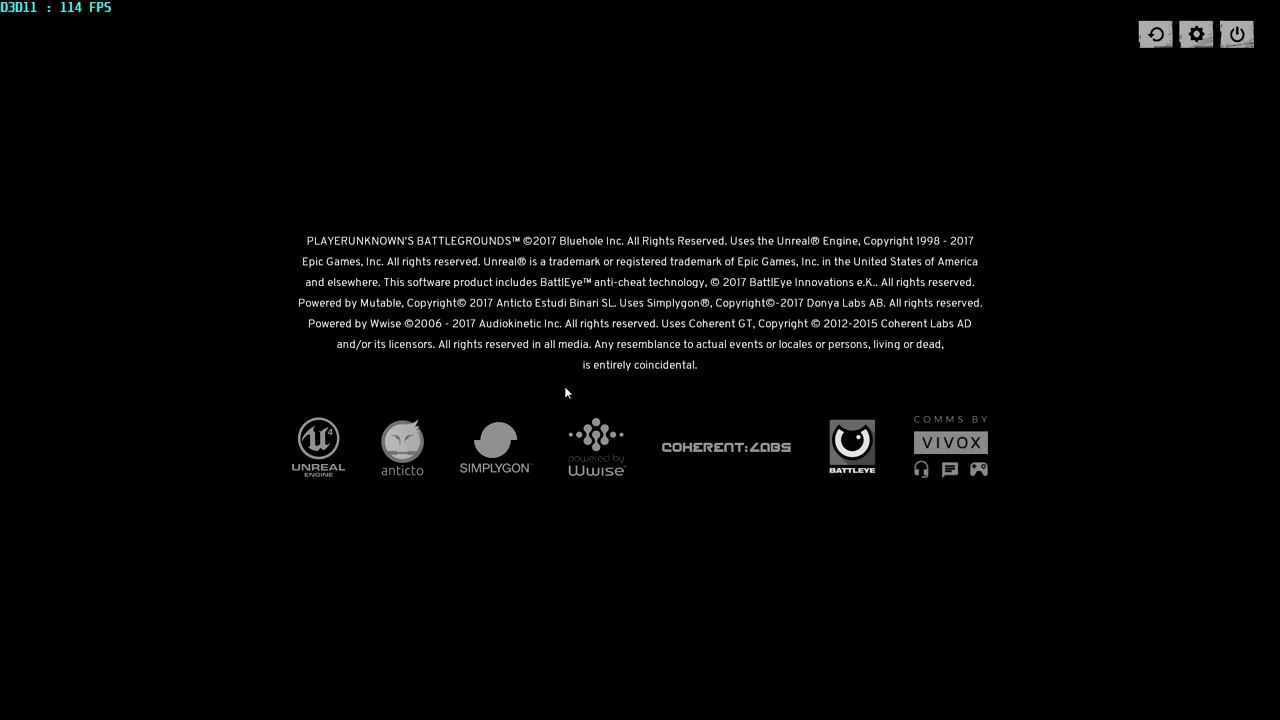 D3D11 : 114 FPS
PLAYERUNKNOWN'S BATTLEGROUNDS™ ©2017 Bluehole Inc. All Rights Reserved. Uses the Unreal® Engine, Copyright 1998 - 2017
Epic Games, Inc. All rights reserved. Unreal® is a trademark or registered trademark of Epic Games, Inc. in the United States of America
and elsewhere. This software product includes BattlEye™ anti-cheat technology, © 2017 BattlEye Innovations e.K.. All rights reserved.
Powered by Mutable, Copyright© 2017 Anticto Estudi Binari SL. Uses Simplygon®, Copyright©-2017 Donya Labs AB. All rights reserved.
Powered by Wwise ©2006 - 2017 Audiokinetic Inc. All rights reserved. Uses Coherent GT, Copyright © 2012-2015 Coherent Labs AD
and/or its licensors. All rights reserved in all media. Any resemblance to actual events or locales or persons, living or dead,
is entirely coincidental.
4
UNREAL
ENGINE
anticto
SIMPLYGON
powered by
Wwise
COHERENT:LABS
BATTLEYE
COMMS BY
VIVOX